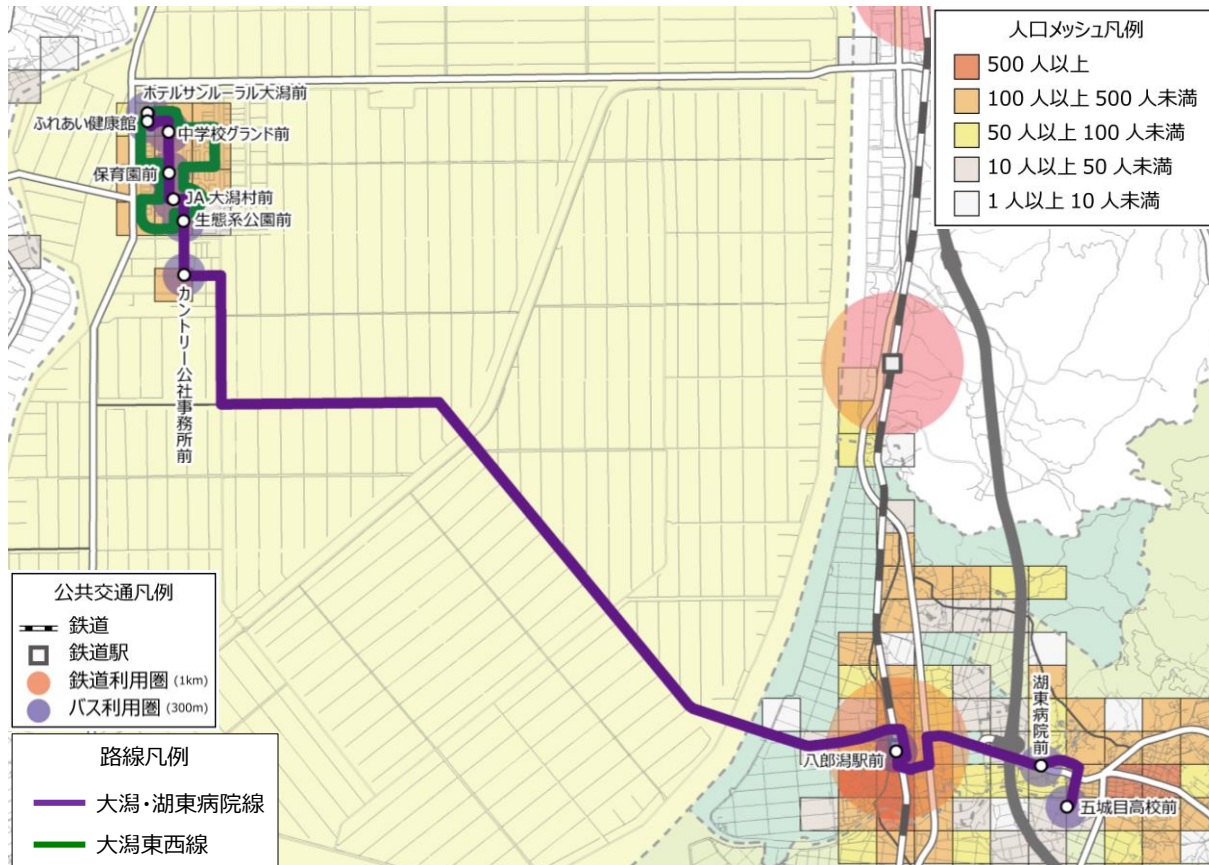 人口メッシュ凡例
500 人以上
100 人以上 500 人未満
50 人以上 100 人未満
10 人以上 50 人未満
1 人以上 10 人未満
ホテルサンルーラル大潟前
ふれあい健康館
中学校グランド前
保育園前
JA 大潟村前
生態系公園前
カントリー公社事務所前
湖東病院前
八郎潟駅前
五城目高校前
公共交通凡例
鉄道
鉄道駅
鉄道利用圏 (1km)
バス利用圏 (300m)
路線凡例
大潟・湖東病院線
大潟東西線